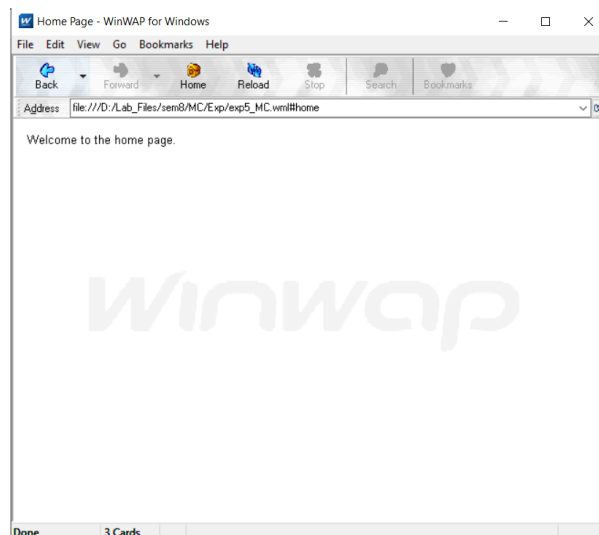 Home Page - WinWAP for Windows
File Edit View Go Bookmarks Help
Back Forward Home Reload Stop Search Bookmarks
Address file:///D:/Lab_Files/sem8/MC/Exp/exp5_MC.wml#home
Welcome to the home page.
Winwap
Done 3 Cards